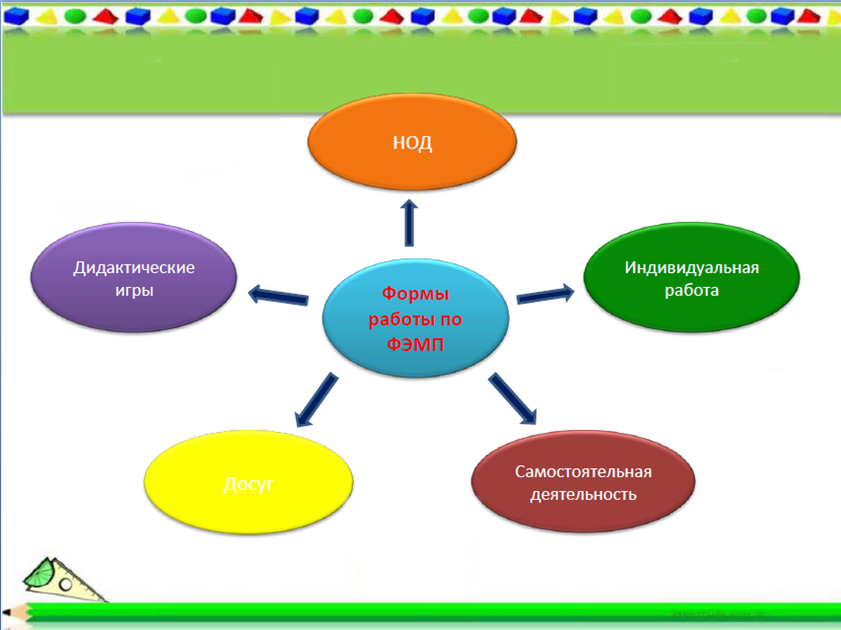 НОД
Дидактические
игры
Формы
работы по
ФЭМП
Индивидуальная
работа
Досуг
Самостоятельная
деятельность